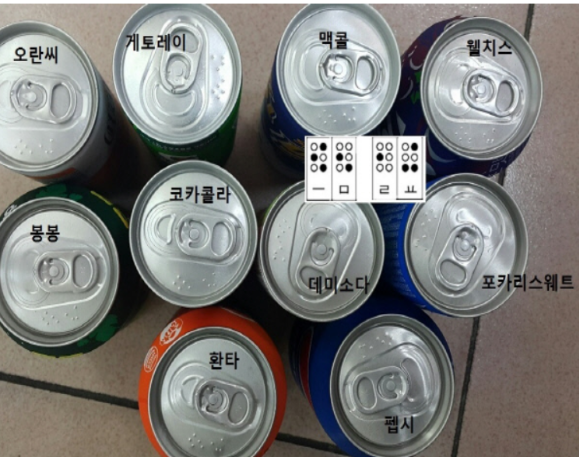 오란씨
게토레이
맥콜
웰치스
ㅡ ㅁ ㄹ ㅛ
코카콜라
봉봉
데미소다
포카리스웨트
환타
펩시